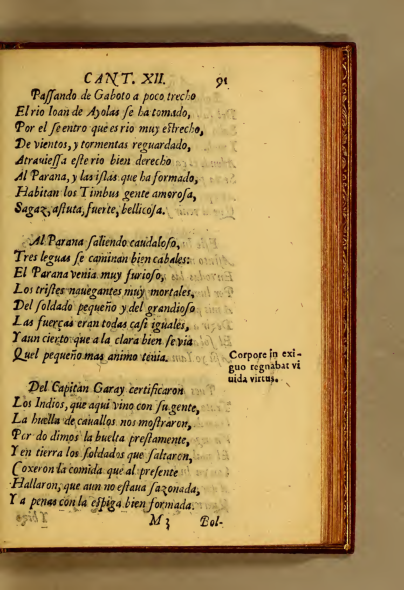 CANT. XII. 91
Paſſando de Gaboto a poco trecho
El rio Ioan de Ayolas ſe ha tomado,
Por el ſe entro que es rio muy eſtrecho,
De vientos, y tormentas reguardado,
Atrauieſſa eſte rio bien derecho
Al Parana, y las iſlas que ha formado,
Habitan los Timbus gente amoroſa,
Sagaz, aſtuta, fuerte, bellicoſa.
Al Parana ſaliendo caudaloſo,
Tres leguas ſe caminan bien cabales:
El Parana venia muy furioſo,
Los triſtes nauegantes muy mortales,
Del ſoldado pequeño y del grandioſo
Las fuerças eran todas caſi iguales,
Y aun cierto que a la clara bien ſe via
Quel pequeño mas animo tenia.
Corpore in exi-
guo regnabat vi
uida virtus.
Del Capitan Garay certificaron
Los Indios, que aqui vino con ſu gente,
La huella de cauallos nos moſtraron,
Por do dimos la buelta preſtamente,
Y en tierra los ſoldados que ſaltaron,
Coxeron la comida que al preſente
Hallaron, que aun no eſtaua ſazonada,
Y a penas con la eſpiga bien formada.
M 3 Bol-